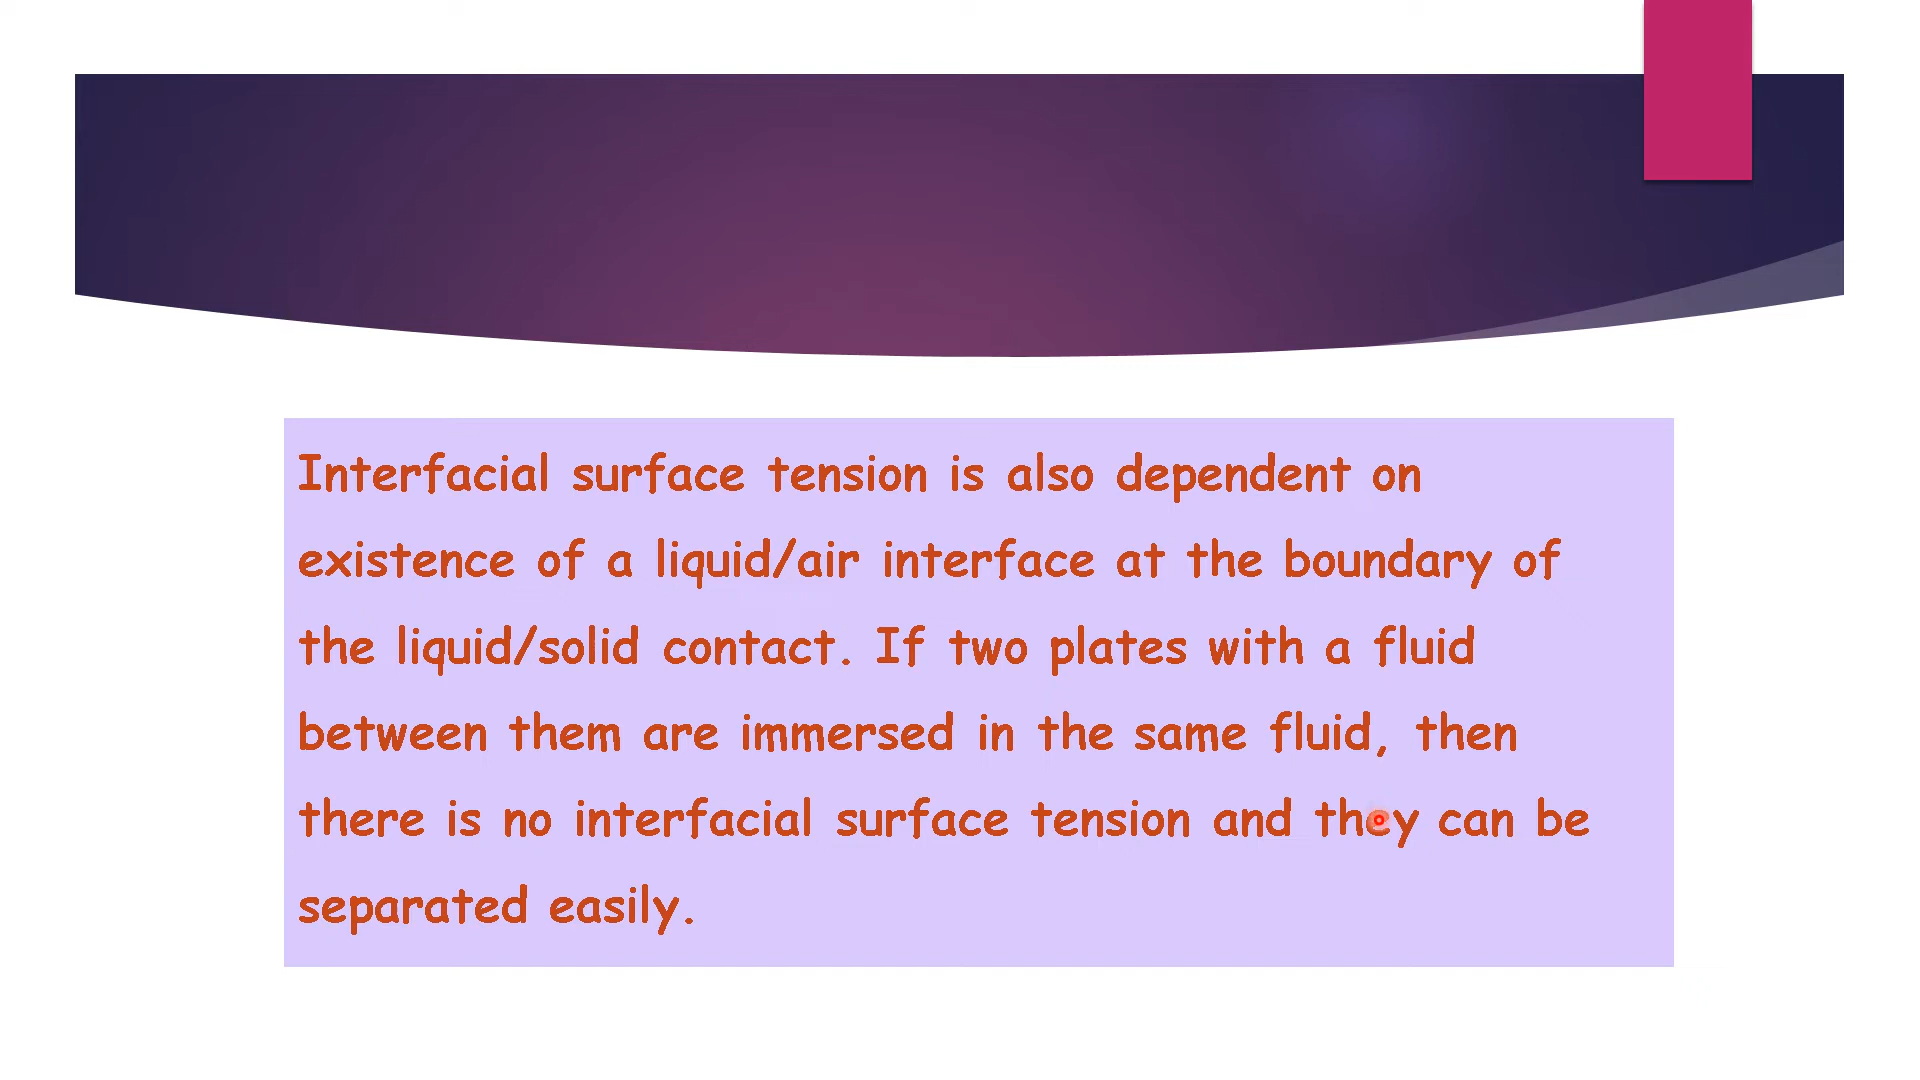 Interfacial surface tension is also dependent on
existence of a liquid/air interface at the boundary of
the liquid/solid contact. If two plates with a fluid
between them are immersed in the same fluid, then
there is no interfacial surface tension and they can be
separated easily.